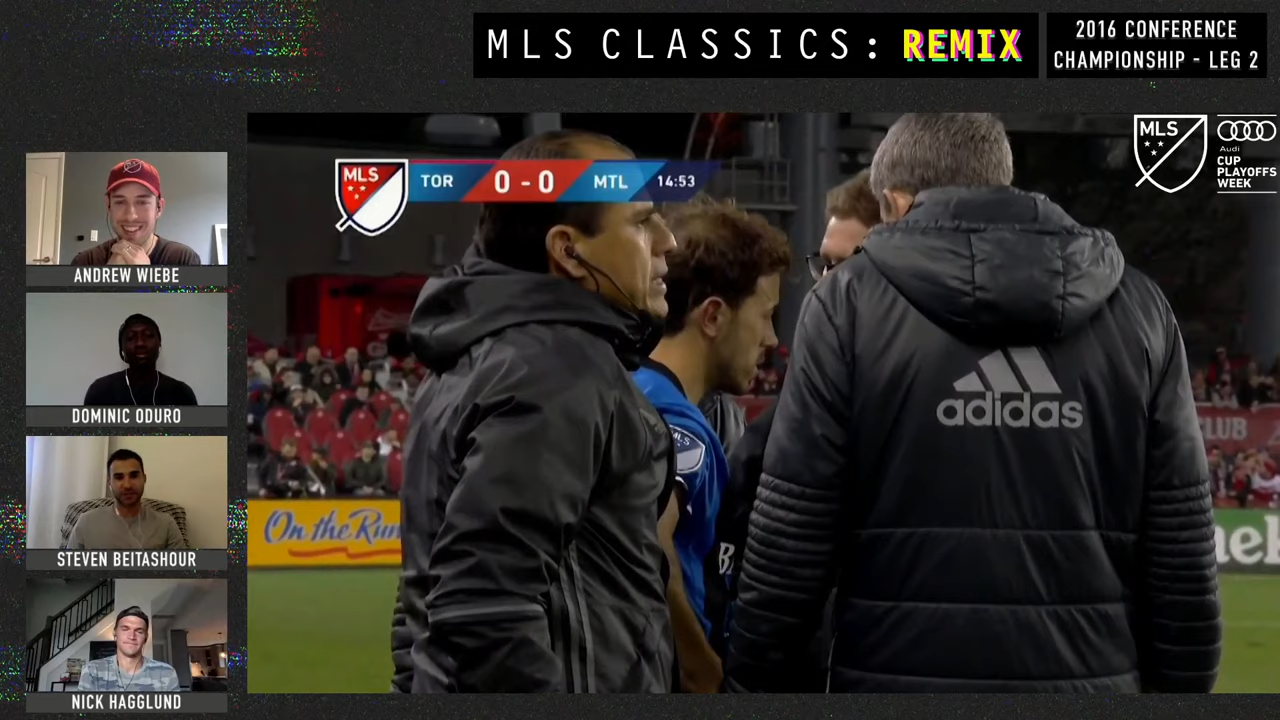 MLS CLASSICS: REMIX
2016 CONFERENCE
CHAMPIONSHIP - LEG 2
MLS
Audi
CUP
PLAYOFFS
WEEK
MLS
TOR 0 - 0 MTL 14:53
ANDREW WIEBE
DOMINIC ODURO
STEVEN BEITASHOUR
NICK HAGGLUND
adidas
MLS
CLUB
On the Run